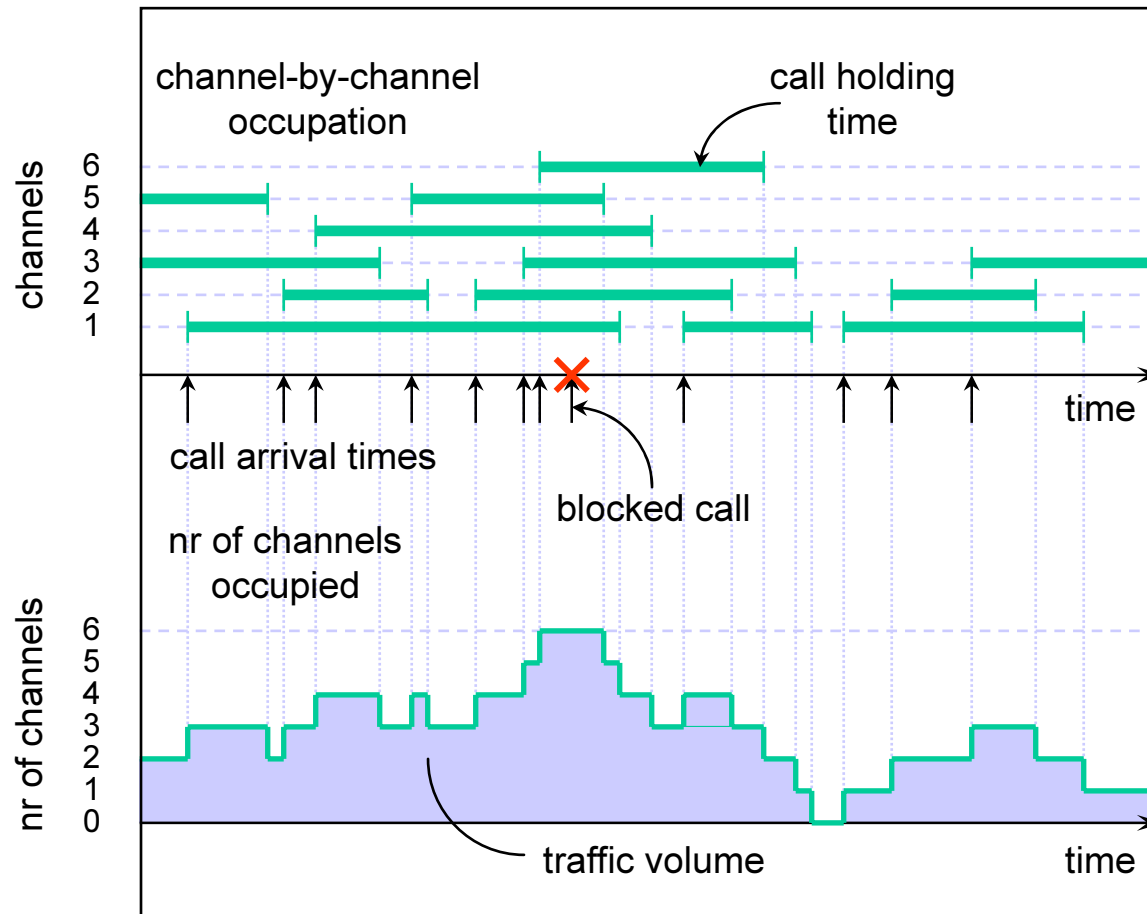 channel-by-channel
occupation
call holding
time
channels
6
5
4
3
2
1
time
call arrival times
blocked call
nr of channels
occupied
nr of channels
6
5
4
3
2
1
0
traffic volume
time